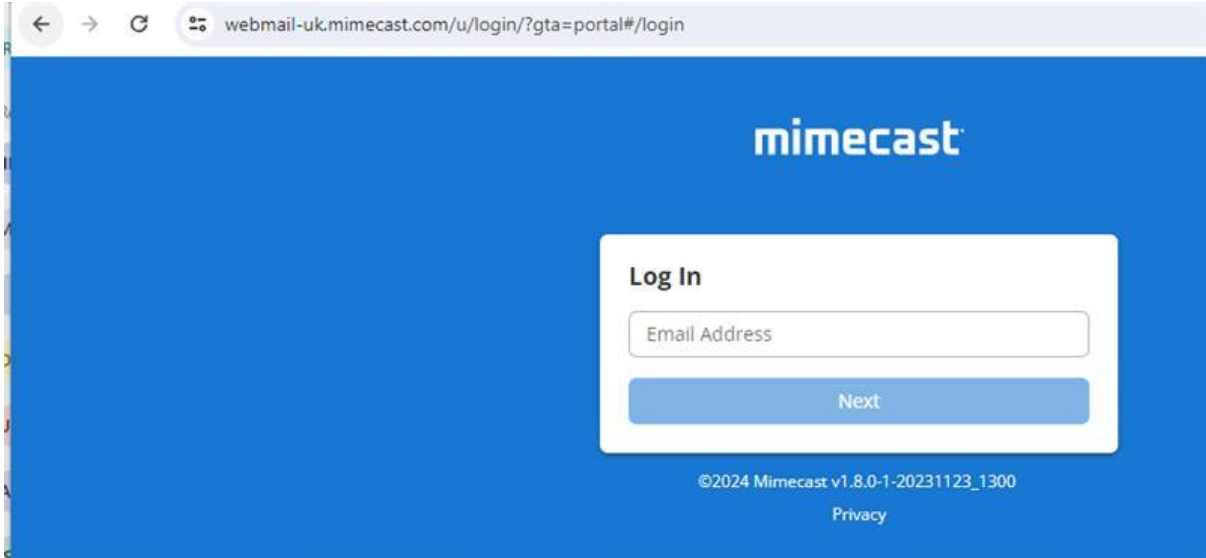 webmail-uk.mimecast.com/u/login/?gta=portal#/login
mimecast
Log In
Email Address
Next
©2024 Mimecast v1.8.0-1-20231123_1300
Privacy